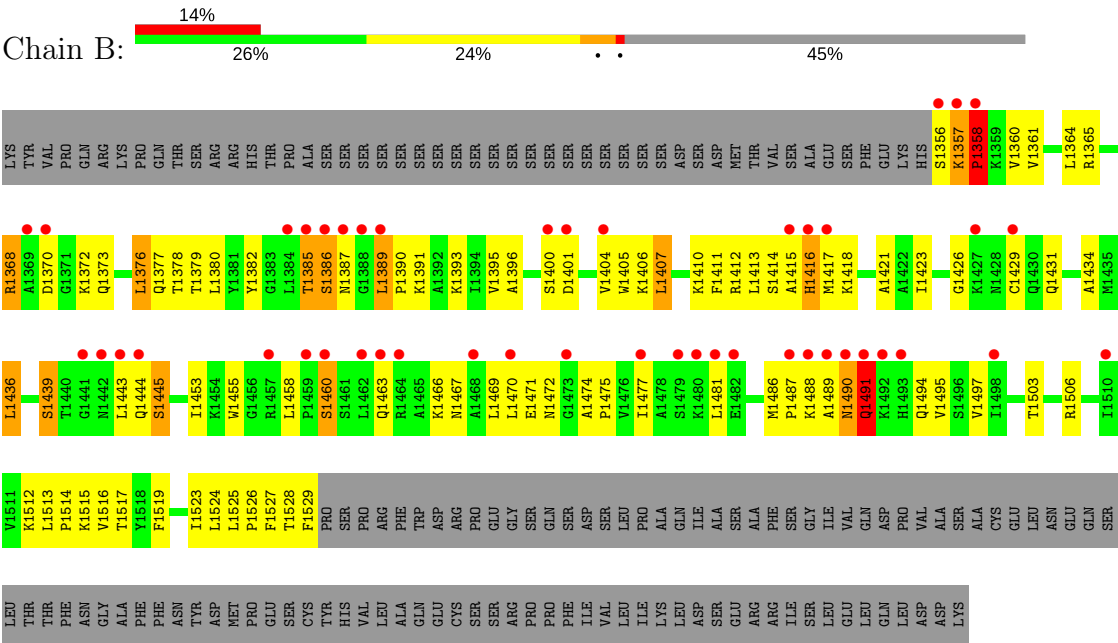 14%
Chain B:
26% 24% • • 45%
LYS TYR VAL PRO GLN ARG LYS PRO GLN THR SER ARG ARG HIS THR PRO ALA SER SER SER SER SER SER SER SER SER SER SER SER SER SER SER SER SER SER SER ASP SER ASP MET THR VAL SER ALA GLU SER PHE GLU LYS HIS S1356 K1357 P1358 K1359 V1360 V1361 L1364 R1365
R1368 A1369 D1370 G1371 K1372 Q1373 L1376 Q1377 T1378 T1379 L1380 Y1381 Y1382 G1383 L1384 T1385 S1386 N1387 G1388 L1389 P1390 K1391 A1392 K1393 I1394 V1395 A1396 S1400 D1401 V1404 W1405 K1406 L1407 K1410 F1411 R1412 L1413 S1414 A1415 H1416 M1417 K1418 A1421 A1422 I1423 G1426 K1427 N1428 C1429 Q1430 Q1431 A1434 M1435
L1436 S1439 T1440 G1441 N1442 L1443 Q1444 S1445 I1453 K1454 W1455 G1456 R1457 L1458 P1459 S1460 S1461 L1462 Q1463 R1464 A1465 K1466 N1467 A1468 L1469 L1470 E1471 N1472 G1473 A1474 P1475 V1476 I1477 A1478 S1479 K1480 L1481 E1482 M1486 P1487 K1488 A1489 N1490 Q1491 K1492 H1493 Q1494 V1495 S1496 V1497 I1498 T1503 R1506 I1510
V1511 K1512 L1513 P1514 K1515 V1516 T1517 Y1518 F1519 I1523 L1524 L1525 P1526 F1527 T1528 F1529 PRO SER PRO ARG PHE TRP ASP ARG PRO GLU GLY SER GLN SER ASP SER LEU PRO ALA GLN ILE ALA SER ALA PHE SER GLY ILE VAL GLN ASP PRO VAL ALA SER ALA CYS GLU LEU ASN GLU GLN SER
LEU THR THR PHE ASN GLY ALA PHE PHE ASN TYR ASP MET PRO GLU SER CYS TYR HIS VAL LEU ALA GLN GLU CYS SER SER ARG PRO PRO PHE ILE VAL LEU ILE LYS LEU ASP SER GLU ARG ARG ILE SER LEU GLU LEU GLN LEU ASP ASP LYS